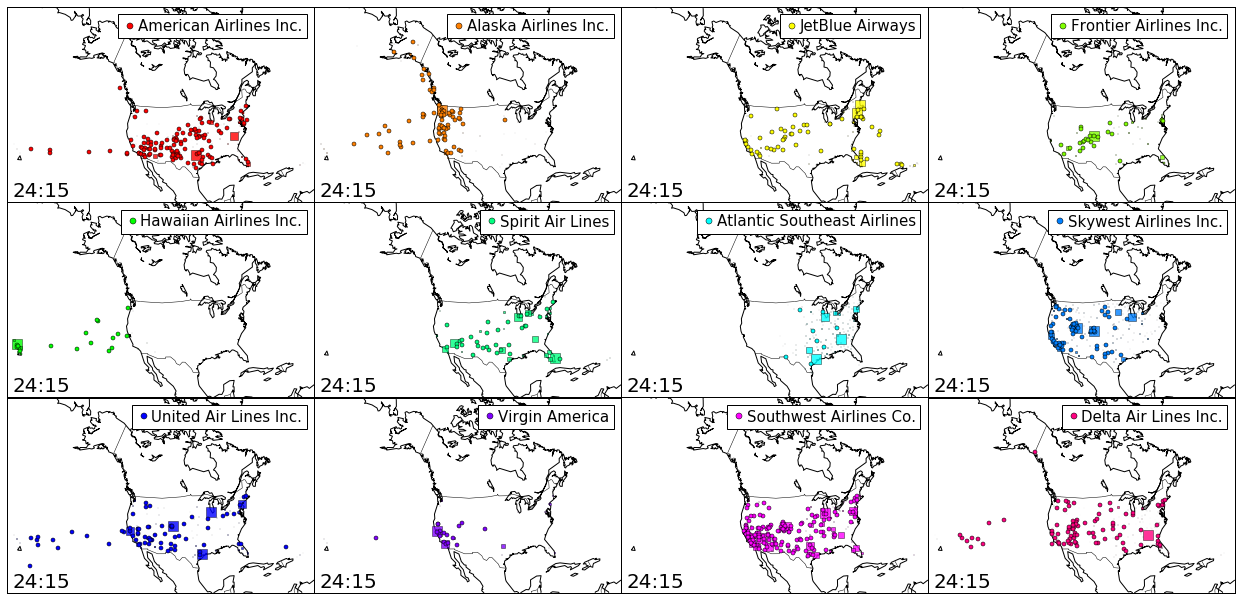 American Airlines Inc.
24:15
Alaska Airlines Inc.
24:15
JetBlue Airways
24:15
Frontier Airlines Inc.
24:15
Hawaiian Airlines Inc.
24:15
Spirit Air Lines
24:15
Atlantic Southeast Airlines
24:15
Skywest Airlines Inc.
24:15
United Air Lines Inc.
24:15
Virgin America
24:15
Southwest Airlines Co.
24:15
Delta Air Lines Inc.
24:15